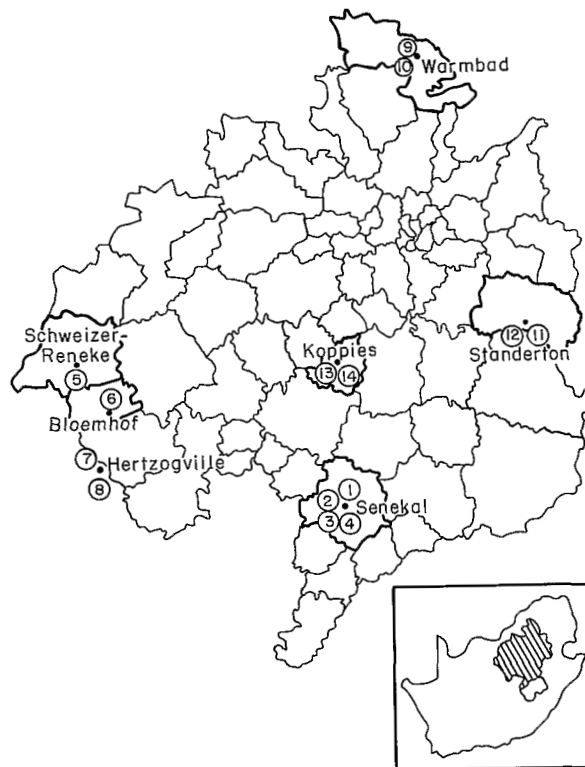 9
10 Warmbad
Schweizer-
Reneke
5
6
Bloemhof
7
Hertzogville
8
Koppies
13 14
12 11
Standerton
1
2 Senekal
3 4